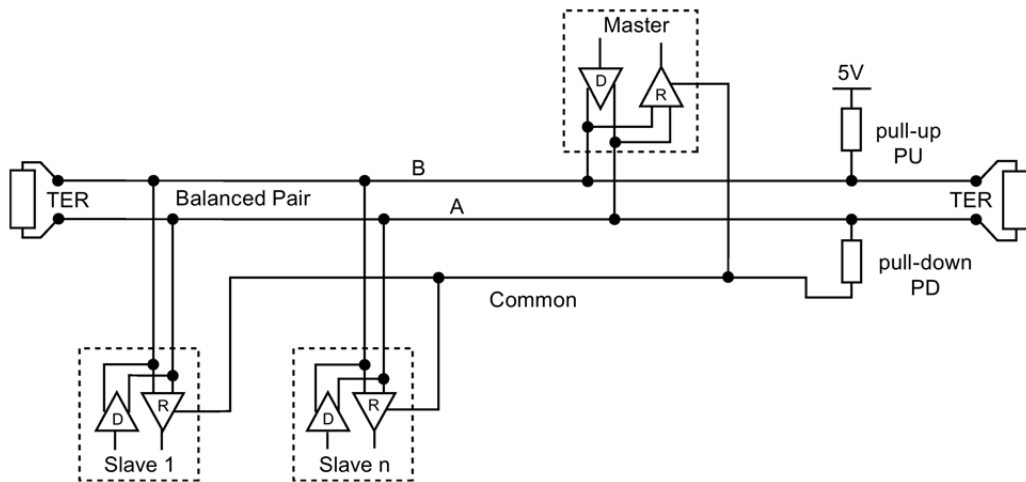 Master
D
R
5V
pull-up
PU
B
TER
Balanced Pair
A
TER
pull-down
PD
Common
D
R
Slave 1
D
R
Slave n